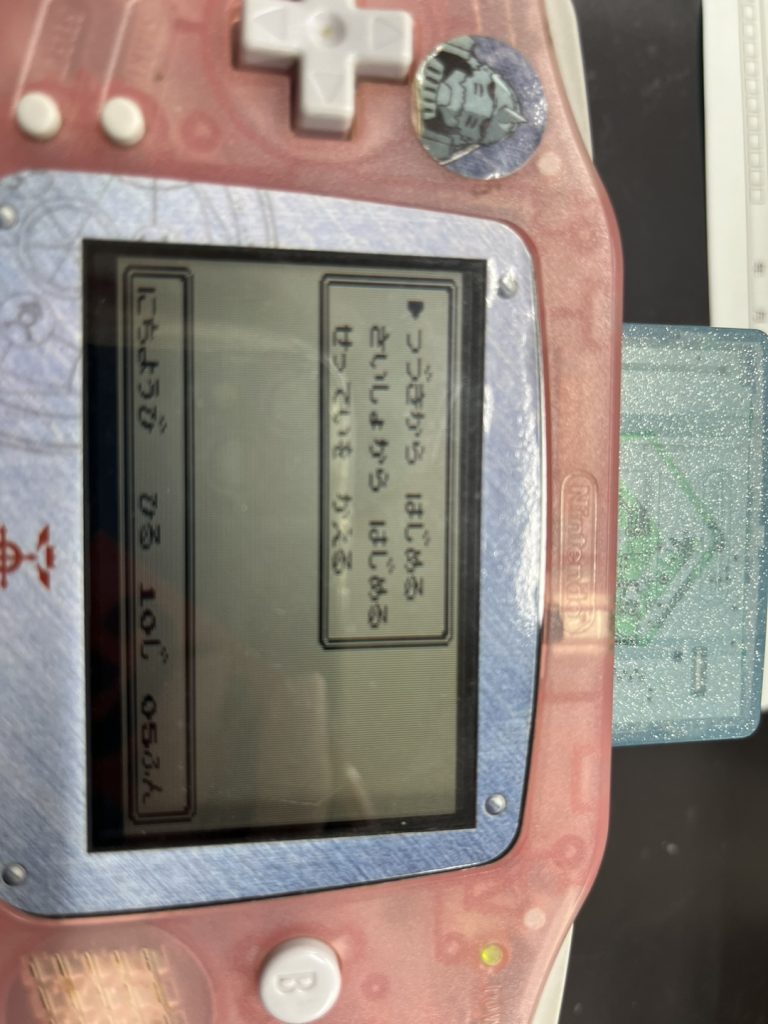 ▶つづきから はじめる
さいしょから はじめる
せっていを かえる
にちようび ひる 10じ 05ふん
Nintendo
B